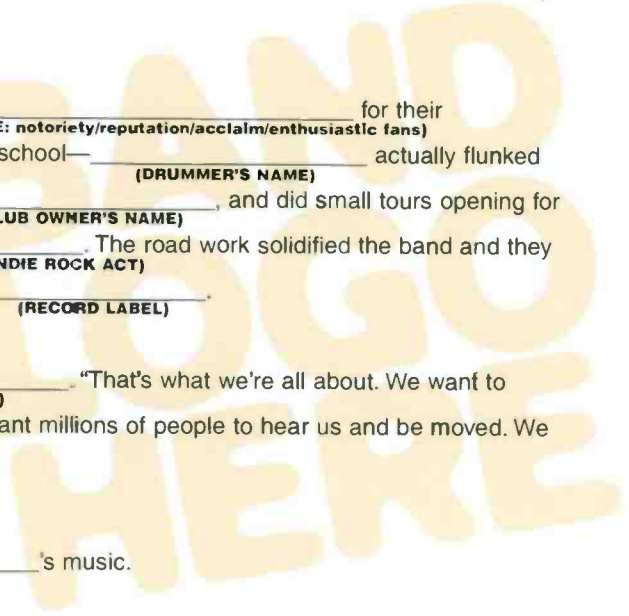 BAND
LOGO
HERE
for their
E: notoriety/reputation/acclaim/enthusiastic fans)
school— actually flunked
(DRUMMER'S NAME)
, and did small tours opening for
LUB OWNER'S NAME)
. The road work solidified the band and they
NDIE ROCK ACT)
.
(RECORD LABEL)
. "That's what we're all about. We want to
)
ant millions of people to hear us and be moved. We
's music.